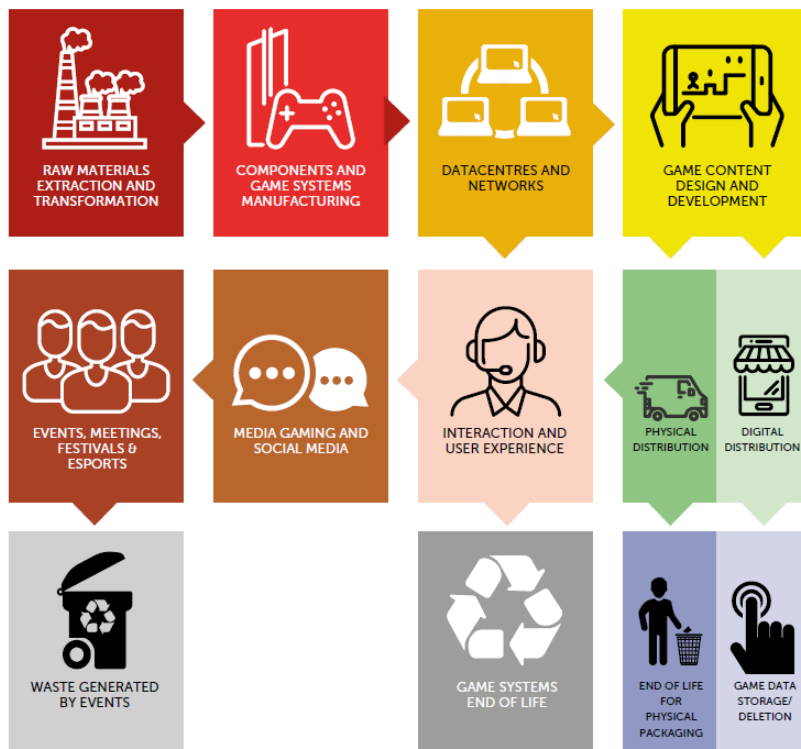 RAW MATERIALS
EXTRACTION AND
TRANSFORMATION
COMPONENTS AND
GAME SYSTEMS
MANUFACTURING
DATACENTRES AND
NETWORKS
GAME CONTENT
DESIGN AND
DEVELOPMENT
EVENTS, MEETINGS,
FESTIVALS &
ESPORTS
MEDIA GAMING AND
SOCIAL MEDIA
INTERACTION AND
USER EXPERIENCE
PHYSICAL
DISTRIBUTION
DIGITAL
DISTRIBUTION
WASTE GENERATED
BY EVENTS
GAME SYSTEMS
END OF LIFE
END OF LIFE
FOR
PHYSICAL
PACKAGING
GAME DATA
STORAGE/
DELETION